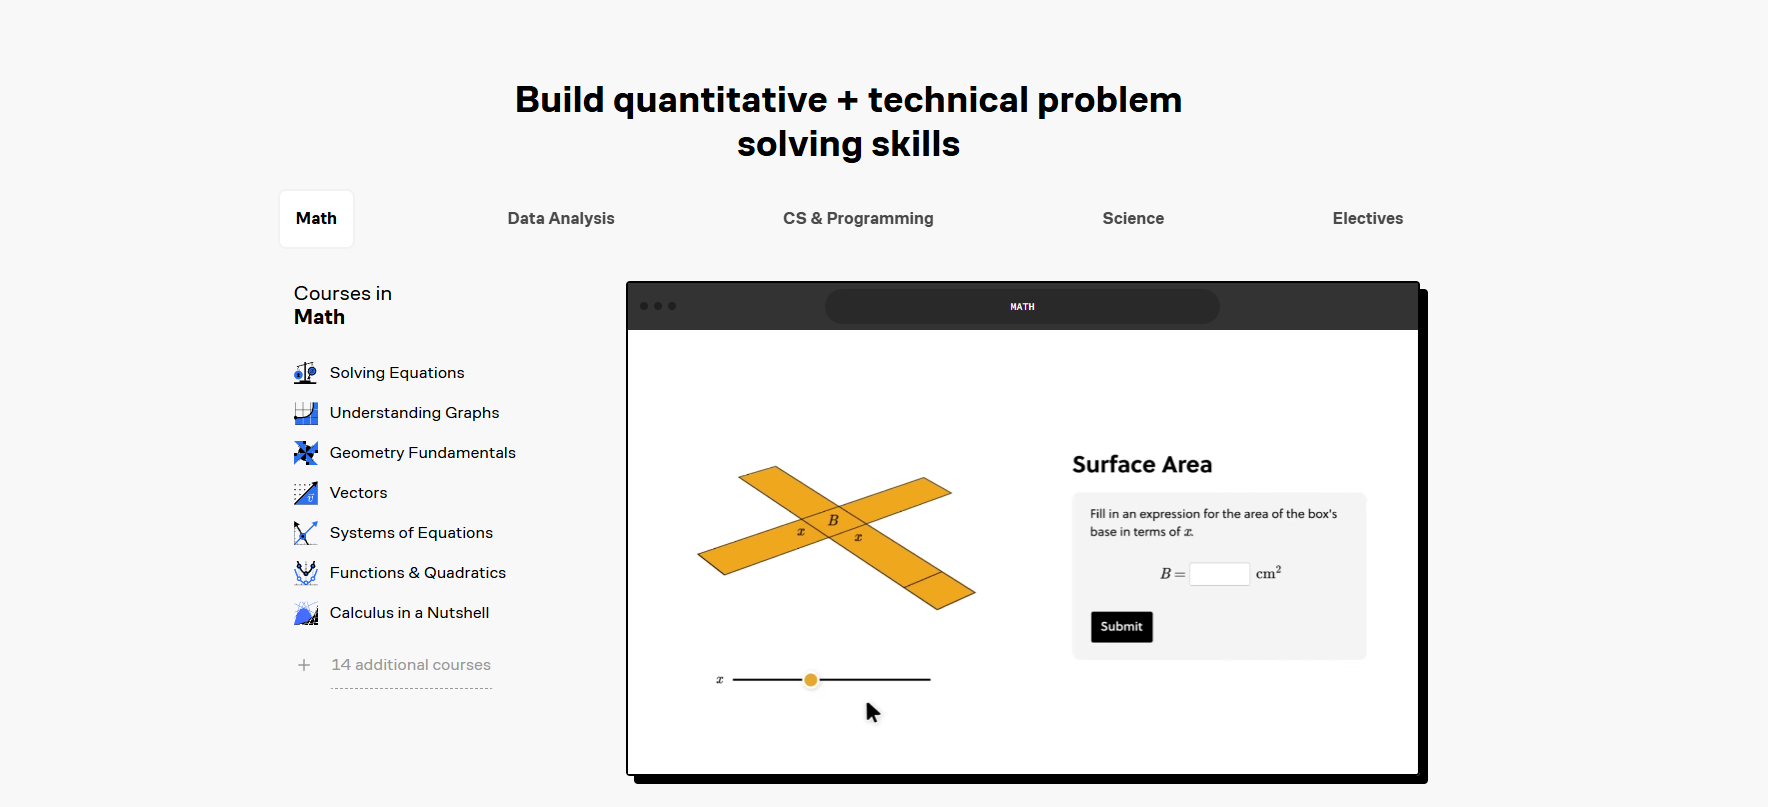 Build quantitative + technical problem
solving skills
Math
Data Analysis
CS & Programming
Science
Electives
Courses in
Math
Solving Equations
Understanding Graphs
Geometry Fundamentals
Vectors
Systems of Equations
Functions & Quadratics
Calculus in a Nutshell
+ 14 additional courses
MATH
B
x
x
x
Surface Area
Fill in an expression for the area of the box's
base in terms of x.
B = cm²
Submit